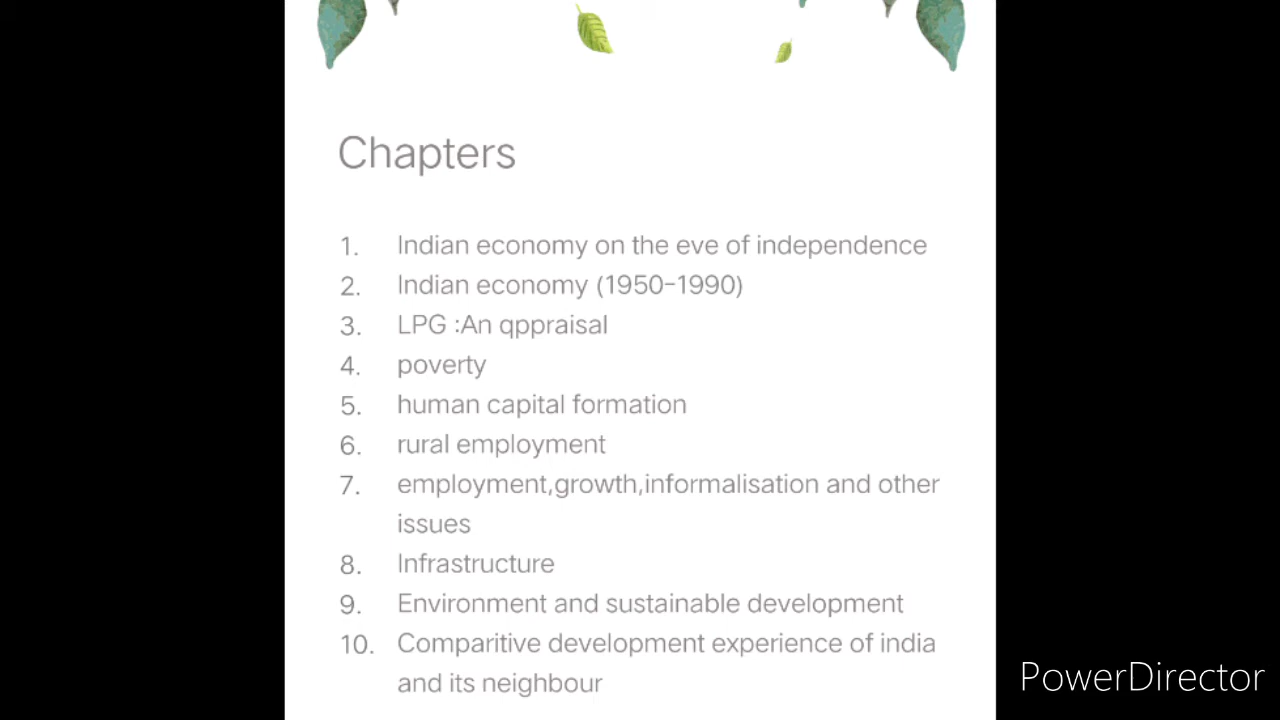 Chapters
1. Indian economy on the eve of independence
2. Indian economy (1950-1990)
3. LPG :An qppraisal
4. poverty
5. human capital formation
6. rural employment
7. employment,growth,informalisation and other
issues
8. Infrastructure
9. Environment and sustainable development
10. Comparitive development experience of india
and its neighbour
PowerDirector